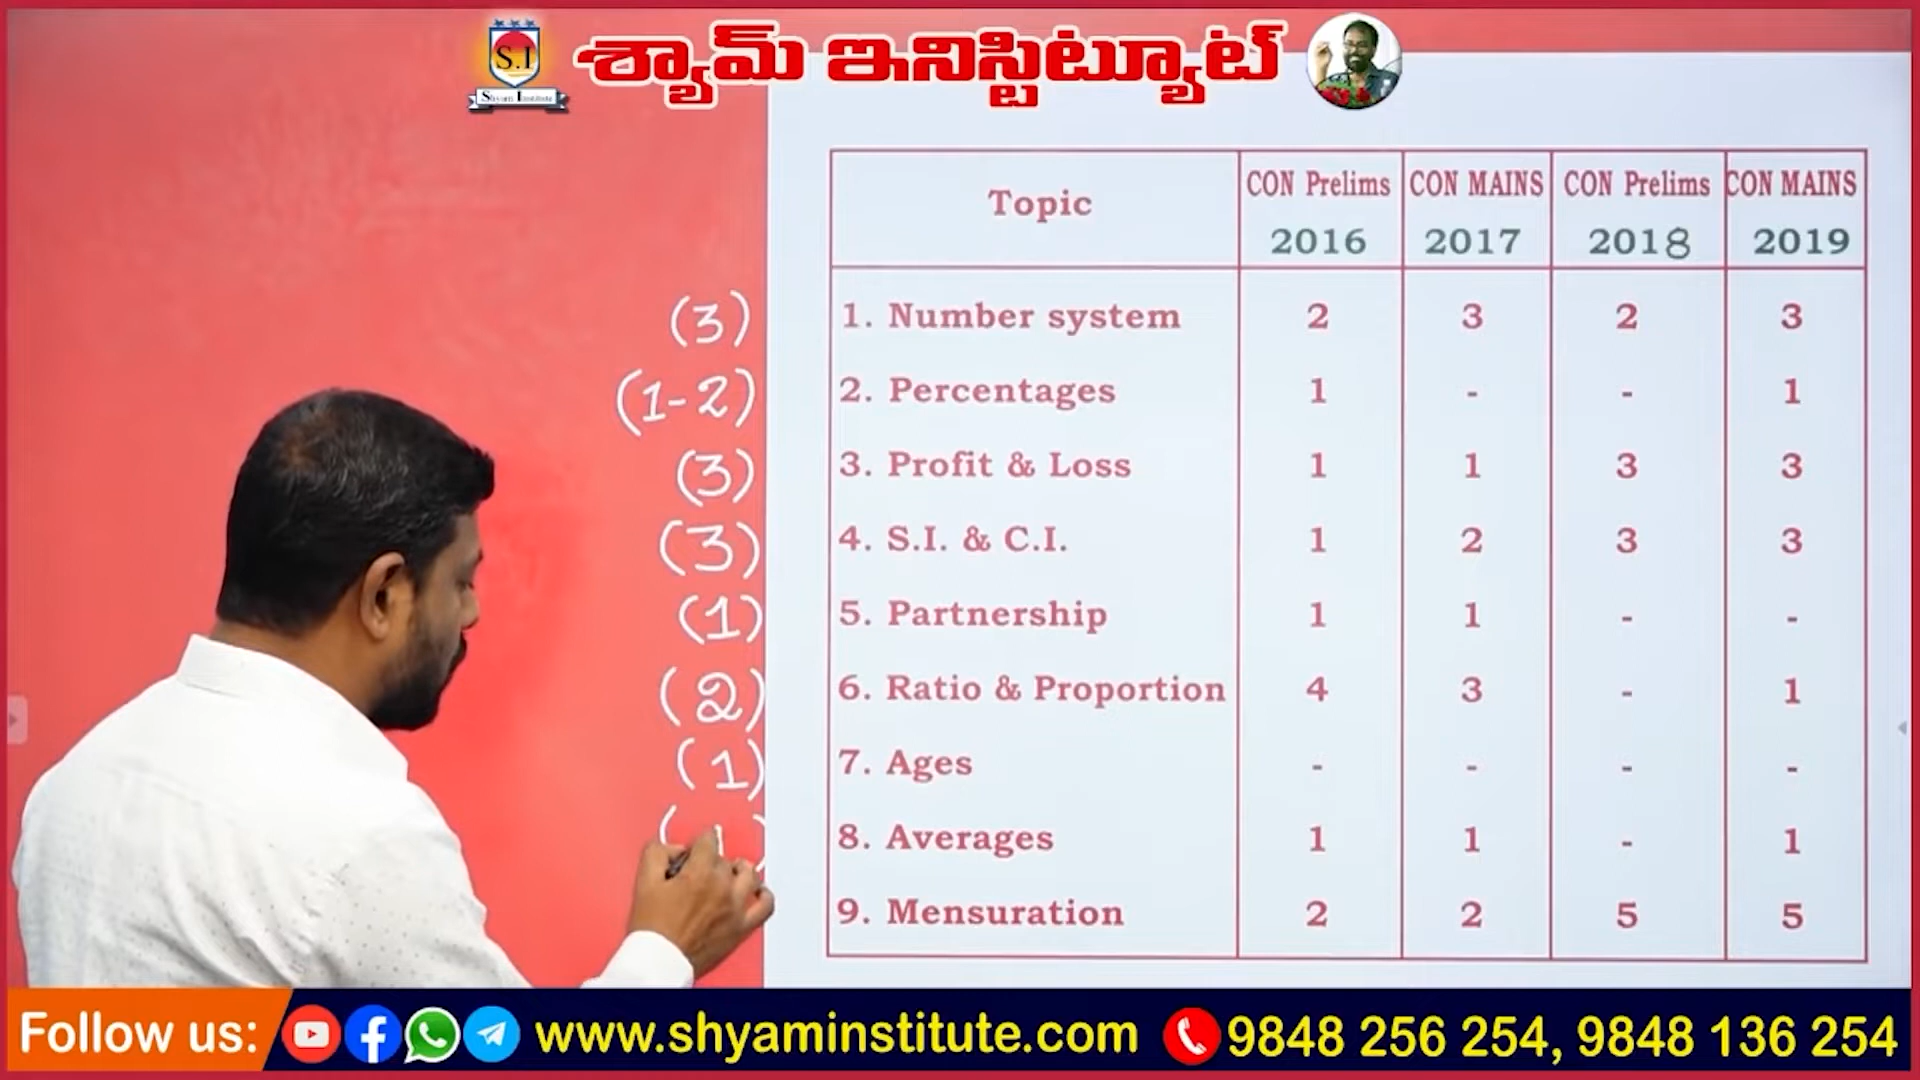 S.I
Shyam Institute
శ్యామ్ ఇనిస్టిట్యూట్
Topic CON Prelims 2016 CON MAINS 2017 CON Prelims 2018 CON MAINS 2019
(3) 1. Number system 2 3 2 3
(1-2) 2. Percentages 1 - - 1
(3) 3. Profit & Loss 1 1 3 3
(3) 4. S.I. & C.I. 1 2 3 3
(1) 5. Partnership 1 1 - -
(2) 6. Ratio & Proportion 4 3 - 1
(1) 7. Ages - - - -
(1) 8. Averages 1 1 - 1
9. Mensuration 2 2 5 5
Follow us: www.shyaminstitute.com 9848 256 254, 9848 136 254